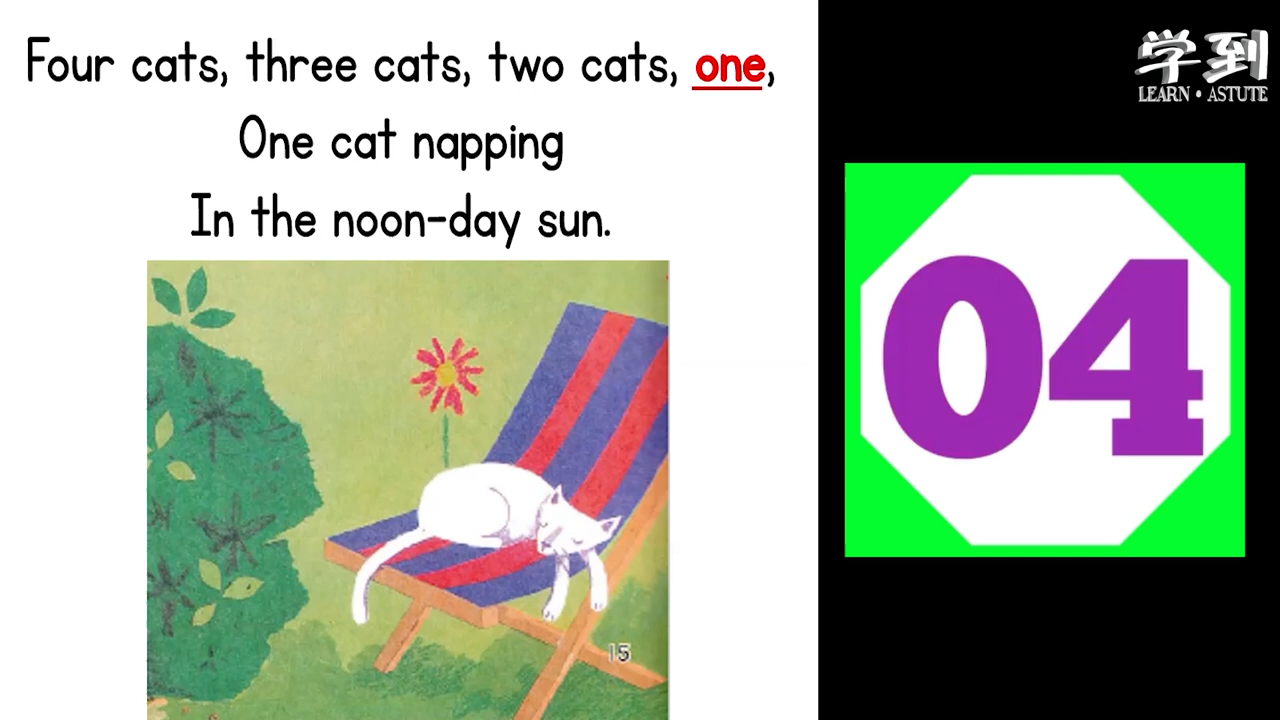 Four cats, three cats, two cats, one,
One cat napping
In the noon-day sun.
学到
LEARN • ASTUTE
04
15